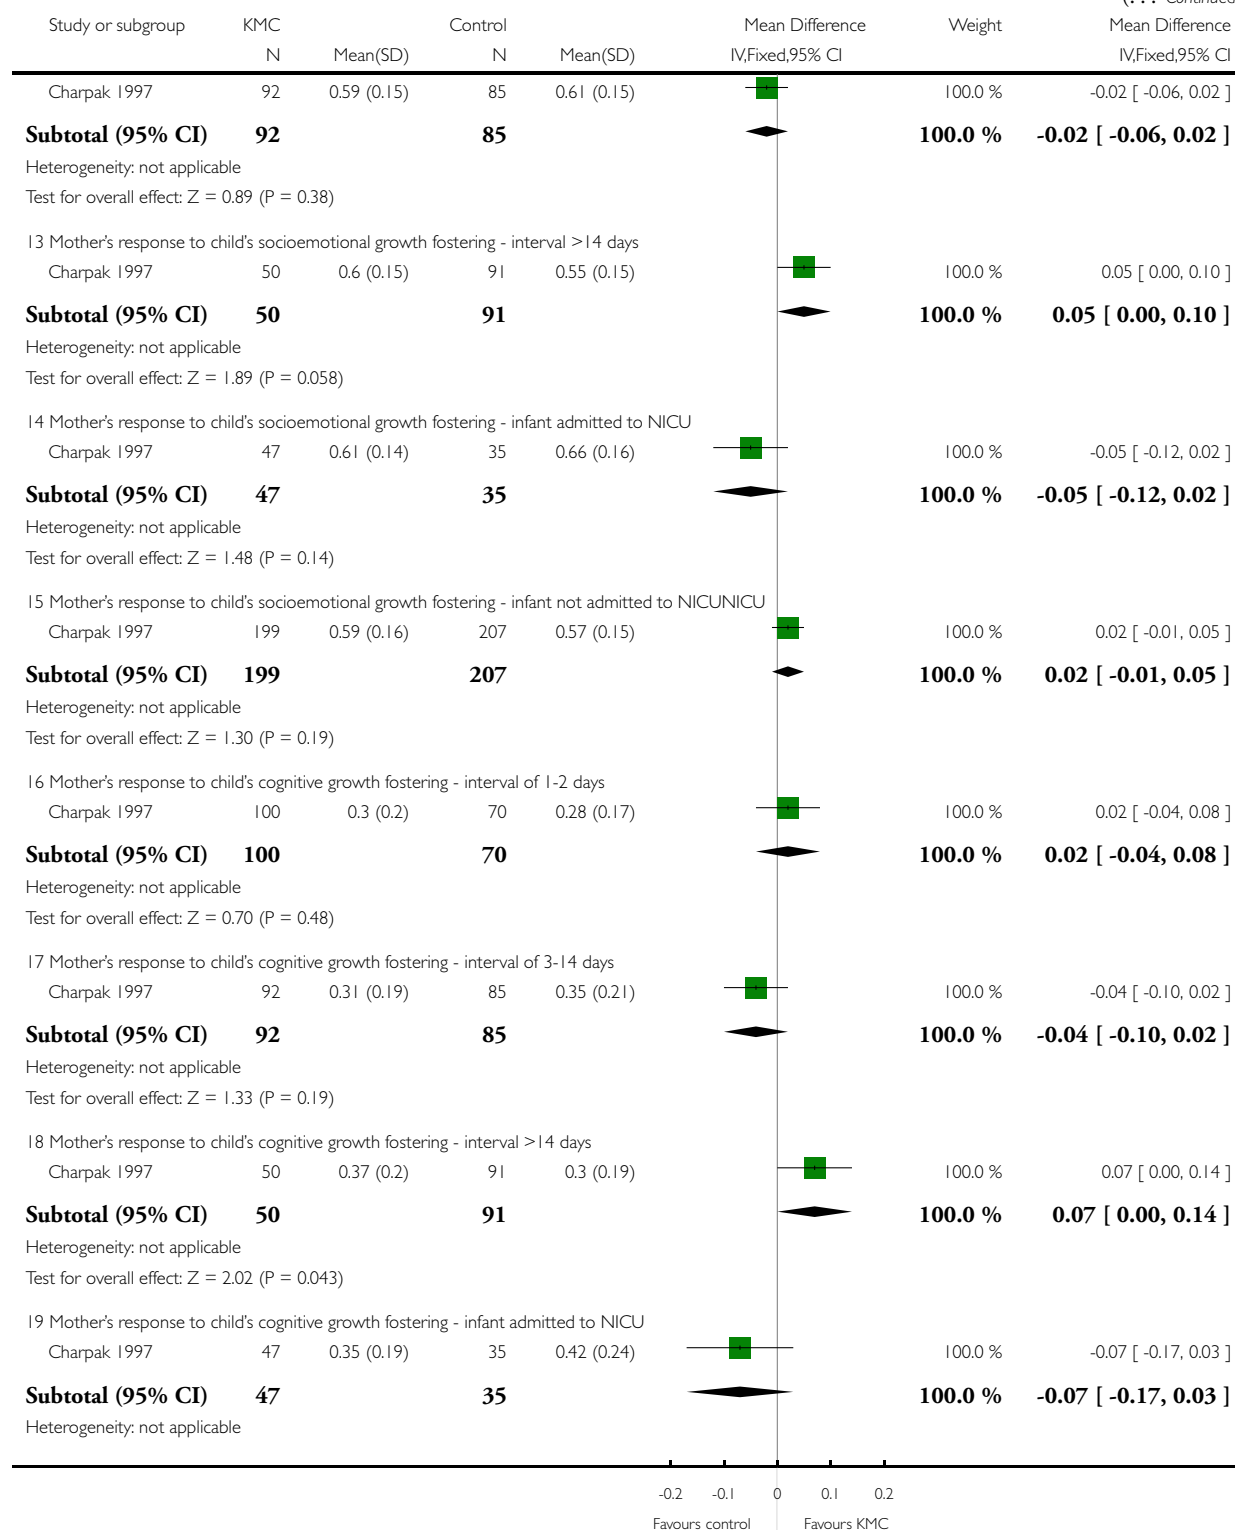 (. . . Continued
Study or subgroup KMC Control Mean Difference Weight Mean Difference
N Mean(SD) N Mean(SD) IV,Fixed,95% CI IV,Fixed,95% CI
Charpak 1997 92 0.59 (0.15) 85 0.61 (0.15) 100.0 % -0.02 [ -0.06, 0.02 ]
Subtotal (95% CI) 92 85 100.0 % -0.02 [ -0.06, 0.02 ]
Heterogeneity: not applicable
Test for overall effect: Z = 0.89 (P = 0.38)
13 Mother's response to child's socioemotional growth fostering - interval >14 days
Charpak 1997 50 0.6 (0.15) 91 0.55 (0.15) 100.0 % 0.05 [ 0.00, 0.10 ]
Subtotal (95% CI) 50 91 100.0 % 0.05 [ 0.00, 0.10 ]
Heterogeneity: not applicable
Test for overall effect: Z = 1.89 (P = 0.058)
14 Mother's response to child's socioemotional growth fostering - infant admitted to NICU
Charpak 1997 47 0.61 (0.14) 35 0.66 (0.16) 100.0 % -0.05 [ -0.12, 0.02 ]
Subtotal (95% CI) 47 35 100.0 % -0.05 [ -0.12, 0.02 ]
Heterogeneity: not applicable
Test for overall effect: Z = 1.48 (P = 0.14)
15 Mother's response to child's socioemotional growth fostering - infant not admitted to NICUNICU
Charpak 1997 199 0.59 (0.16) 207 0.57 (0.15) 100.0 % 0.02 [ -0.01, 0.05 ]
Subtotal (95% CI) 199 207 100.0 % 0.02 [ -0.01, 0.05 ]
Heterogeneity: not applicable
Test for overall effect: Z = 1.30 (P = 0.19)
16 Mother's response to child's cognitive growth fostering - interval of 1-2 days
Charpak 1997 100 0.3 (0.2) 70 0.28 (0.17) 100.0 % 0.02 [ -0.04, 0.08 ]
Subtotal (95% CI) 100 70 100.0 % 0.02 [ -0.04, 0.08 ]
Heterogeneity: not applicable
Test for overall effect: Z = 0.70 (P = 0.48)
17 Mother's response to child's cognitive growth fostering - interval of 3-14 days
Charpak 1997 92 0.31 (0.19) 85 0.35 (0.21) 100.0 % -0.04 [ -0.10, 0.02 ]
Subtotal (95% CI) 92 85 100.0 % -0.04 [ -0.10, 0.02 ]
Heterogeneity: not applicable
Test for overall effect: Z = 1.33 (P = 0.19)
18 Mother's response to child's cognitive growth fostering - interval >14 days
Charpak 1997 50 0.37 (0.2) 91 0.3 (0.19) 100.0 % 0.07 [ 0.00, 0.14 ]
Subtotal (95% CI) 50 91 100.0 % 0.07 [ 0.00, 0.14 ]
Heterogeneity: not applicable
Test for overall effect: Z = 2.02 (P = 0.043)
19 Mother's response to child's cognitive growth fostering - infant admitted to NICU
Charpak 1997 47 0.35 (0.19) 35 0.42 (0.24) 100.0 % -0.07 [ -0.17, 0.03 ]
Subtotal (95% CI) 47 35 100.0 % -0.07 [ -0.17, 0.03 ]
Heterogeneity: not applicable
-0.2 -0.1 0 0.1 0.2
Favours control Favours KMC